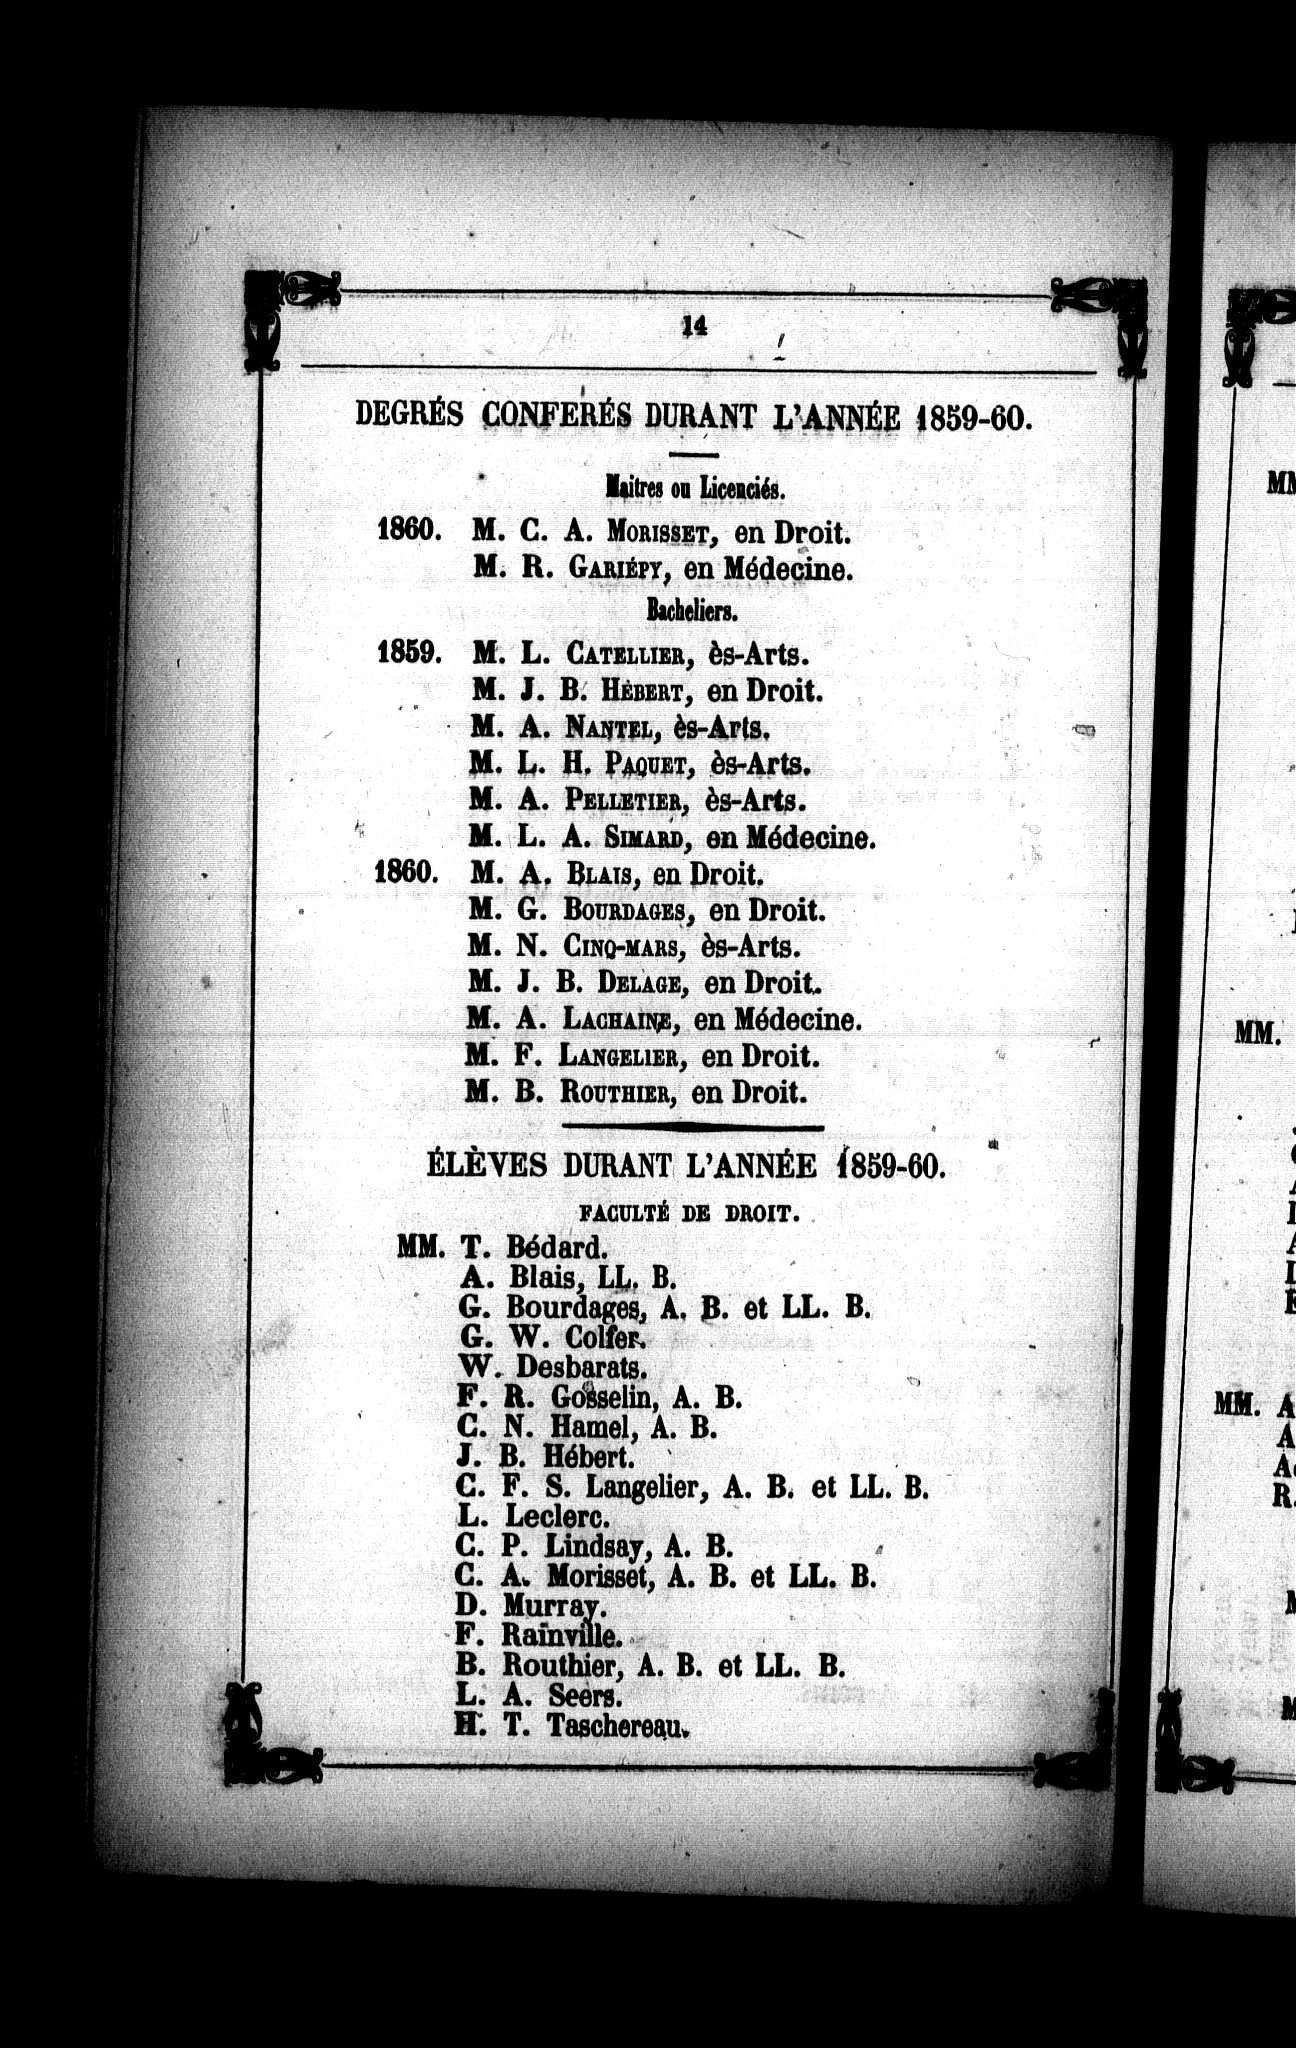 14
DEGRÉS CONFERÉS DURANT L'ANNÉE 1859-60.
Maitres ou Licenciés.
1860. M. C. A. MORISSET, en Droit.
M. R. GARIÉPY, en Médecine.
Bacheliers.
1859. M. L. CATELLIER, ès-Arts.
M. J. B. HÉBERT, en Droit.
M. A. NANTEL, ès-Arts.
M. L. H. PAQUET, ès-Arts.
M. A. PELLETIER, ès-Arts.
M. L. A. SIMARD, en Médecine.
1860. M. A. BLAIS, en Droit.
M. G. BOURDAGES, en Droit.
M. N. CINQ-MARS, ès-Arts.
M. J. B. DELAGE, en Droit.
M. A. LACHAINE, en Médecine.
M. F. LANGELIER, en Droit.
M. B. ROUTHIER, en Droit.
ÉLÈVES DURANT L'ANNÉE 1859-60.
FACULTÉ DE DROIT.
MM. T. Bédard.
A. Blais, LL. B.
G. Bourdages, A. B. et LL. B.
G. W. Colfer.
W. Desbarats.
F. R. Gosselin, A. B.
C. N. Hamel, A. B.
J. B. Hébert.
C. F. S. Langelier, A. B. et LL. B.
L. Leclerc.
C. P. Lindsay, A. B.
C. A. Morisset, A. B. et LL. B.
D. Murray.
F. Rainville.
B. Routhier, A. B. et LL. B.
L. A. Seers.
H. T. Taschereau.
MM.
MM. A
A
R.